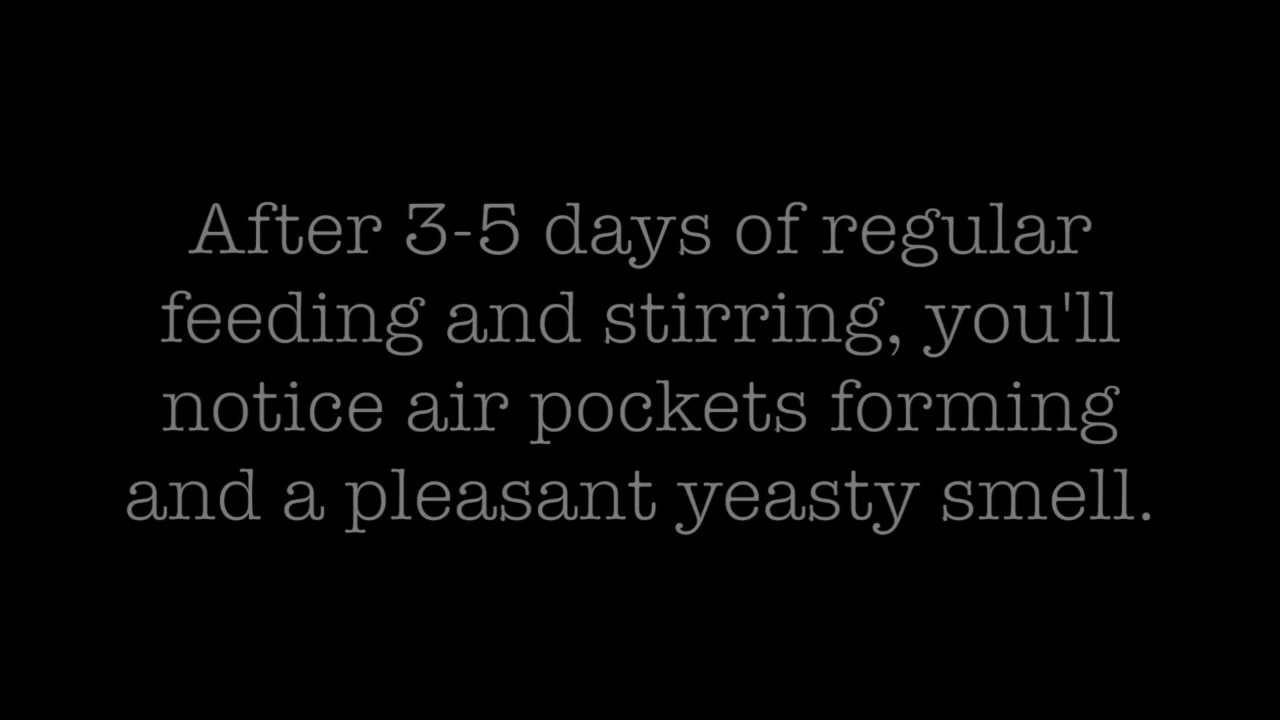 After 3-5 days of regular
feeding and stirring, you'll
notice air pockets forming
and a pleasant yeasty smell.